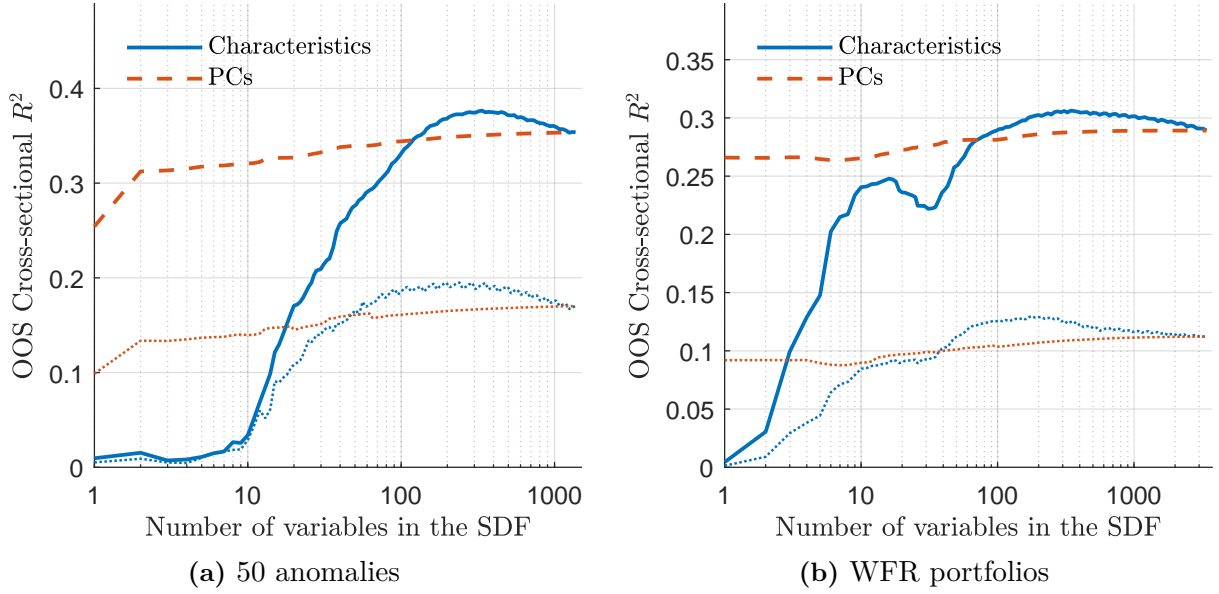 Characteristics
PCs
OOS Cross-sectional R²
0.4
0.3
0.2
0.1
0
1 10 100 1000
Number of variables in the SDF
(a) 50 anomalies
Characteristics
PCs
OOS Cross-sectional R²
0.35
0.3
0.25
0.2
0.15
0.1
0.05
0
1 10 100 1000
Number of variables in the SDF
(b) WFR portfolios